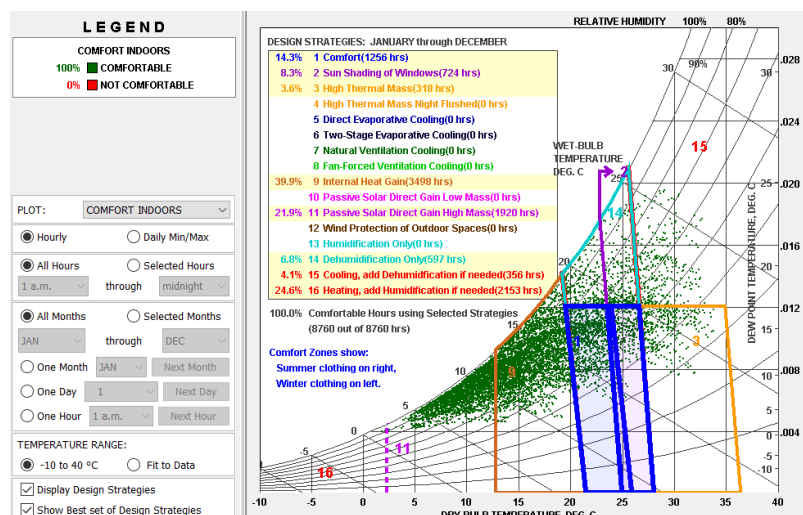 LEGEND
COMFORT INDOORS
100% COMFORTABLE
0% NOT COMFORTABLE
PLOT: COMFORT INDOORS
Hourly Daily Min/Max
All Hours Selected Hours
1 a.m. through midnight
All Months Selected Months
JAN through DEC
One Month JAN Next Month
One Day 1 Next Day
One Hour 1 a.m. Next Hour
TEMPERATURE RANGE:
-10 to 40 °C Fit to Data
Display Design Strategies
Show Best set of Design Strategies
RELATIVE HUMIDITY 100% 80%
DESIGN STRATEGIES: JANUARY through DECEMBER
14.3% 1 Comfort(1256 hrs)
8.3% 2 Sun Shading of Windows(724 hrs)
3.6% 3 High Thermal Mass(318 hrs)
4 High Thermal Mass Night Flushed(0 hrs)
5 Direct Evaporative Cooling(0 hrs)
6 Two-Stage Evaporative Cooling(0 hrs)
7 Natural Ventilation Cooling(0 hrs)
8 Fan-Forced Ventilation Cooling(0 hrs)
39.9% 9 Internal Heat Gain(3498 hrs)
10 Passive Solar Direct Gain Low Mass(0 hrs)
21.9% 11 Passive Solar Direct Gain High Mass(1920 hrs)
12 Wind Protection of Outdoor Spaces(0 hrs)
13 Humidification Only(0 hrs)
6.8% 14 Dehumidification Only(597 hrs)
4.1% 15 Cooling, add Dehumidification if needed(356 hrs)
24.6% 16 Heating, add Humidification if needed(2153 hrs)
100.0% Comfortable Hours using Selected Strategies
(8760 out of 8760 hrs)
Comfort Zones show:
Summer clothing on right,
Winter clothing on left.
WET-BULB
TEMPERATURE
DEG. C
30 90% 30
15
2
25
14
20
15
10
5
0
-5
1
3
9
11
16
DEW POINT TEMPERATURE, DEG. C
25
20
15
10
5
0
-5
-10
.028
.024
.020
.016
.012
.008
.004
-10 -5 0 5 10 15 20 25 30 35 40
DRY BULB TEMPERATURE, DEG. C